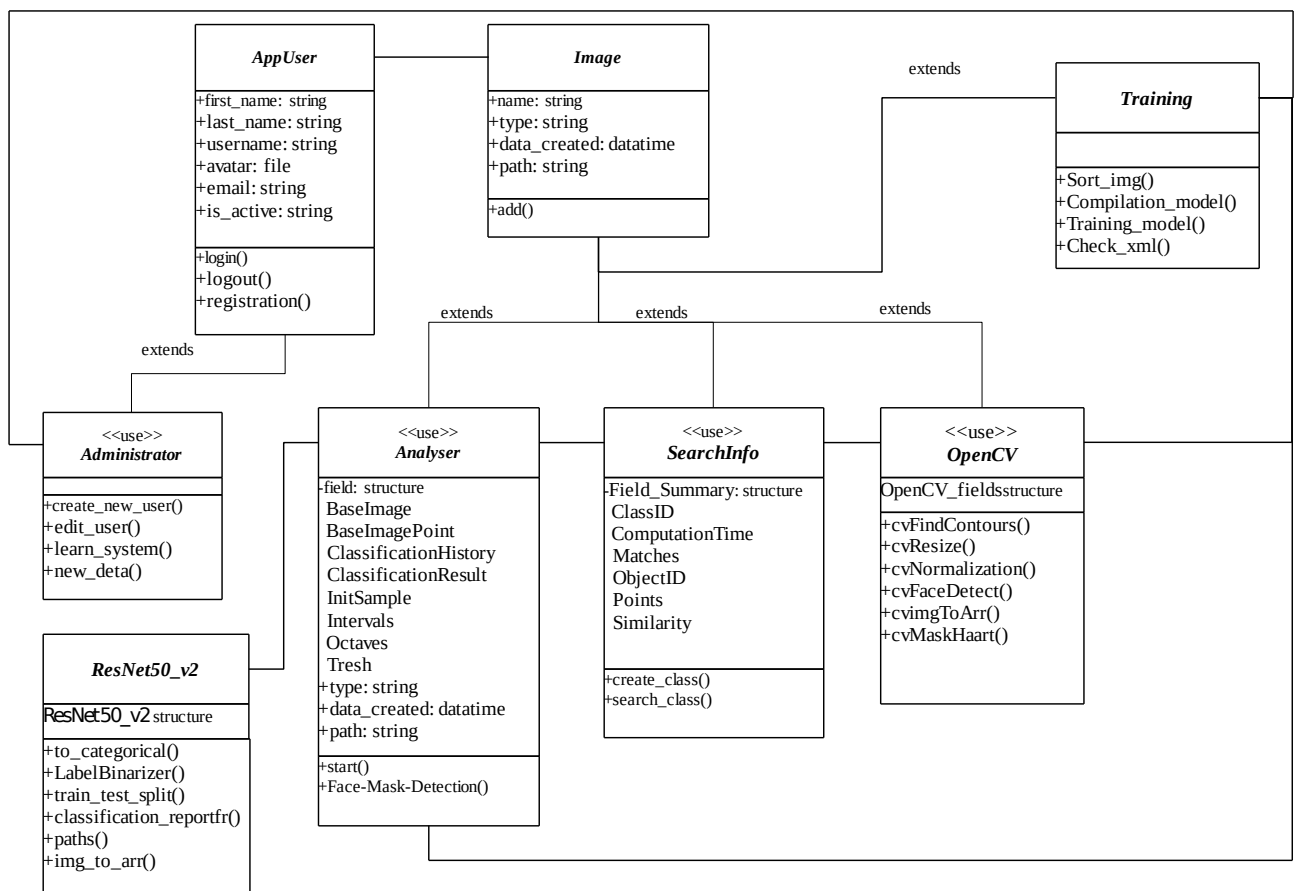 AppUser
+first_name: string
+last_name: string
+username: string
+avatar: file
+email: string
+is_active: string
+login()
+logout()
+registration()
Image
+name: string
+type: string
+data_created: datatime
+path: string
+add()
extends
Training
+Sort_img()
+Compilation_model()
+Training_model()
+Check_xml()
extends
extends
extends
extends
<<use>>
Administrator
+create_new_user()
+edit_user()
+learn_system()
+new_deta()
<<use>>
Analyser
-field: structure
BaseImage
BaseImagePoint
ClassificationHistory
ClassificationResult
InitSample
Intervals
Octaves
Tresh
+type: string
+data_created: datatime
+path: string
+start()
+Face-Mask-Detection()
<<use>>
SearchInfo
-Field_Summary: structure
ClassID
ComputationTime
Matches
ObjectID
Points
Similarity
+create_class()
+search_class()
<<use>>
OpenCV
OpenCV_fieldsstructure
+cvFindContours()
+cvResize()
+cvNormalization()
+cvFaceDetect()
+cvimgToArr()
+cvMaskHaart()
ResNet50_v2
ResNet50_v2 structure
+to_categorical()
+LabelBinarizer()
+train_test_split()
+classification_reportfr()
+paths()
+img_to_arr()